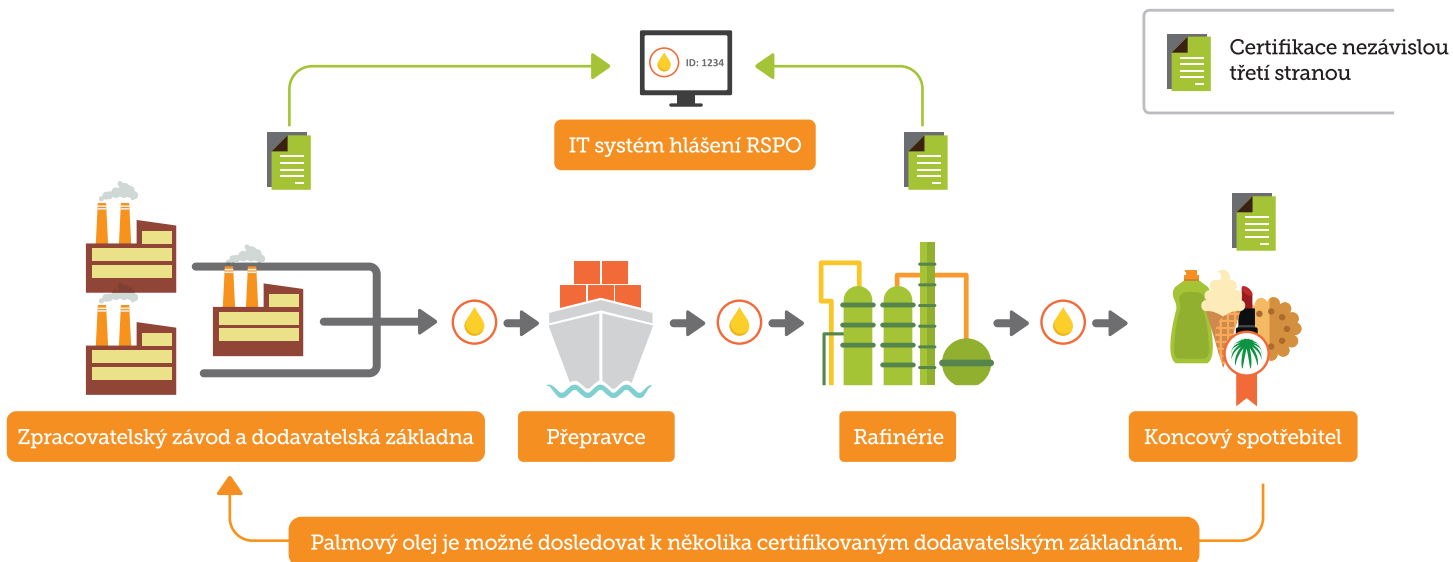 Certifikace nezávislou
třetí stranou
ID: 1234
IT systém hlášení RSPO
Zpracovatelský závod a dodavatelská základna
Přepravce
Rafinérie
Koncový spotřebitel
Palmový olej je možné dosledovat k několika certifikovaným dodavatelským základnám.